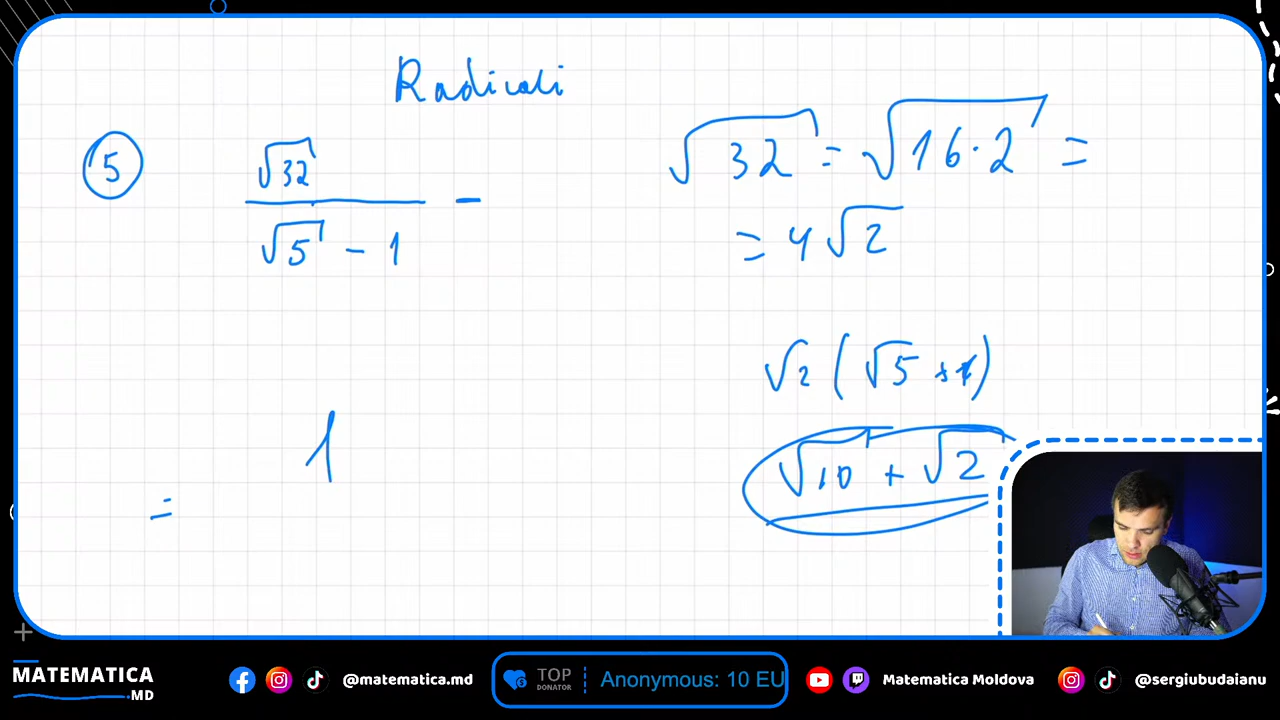 Radicali
5
√32
√5 - 1
-
√32 = √16·2 =
= 4√2
√2 (√5 + 1)
√10 + √2
1
=
MATEMATICA
.MD
@matematica.md
TOP
DONATOR
Anonymous: 10 EU
Matematica Moldova
@sergiubudaianu